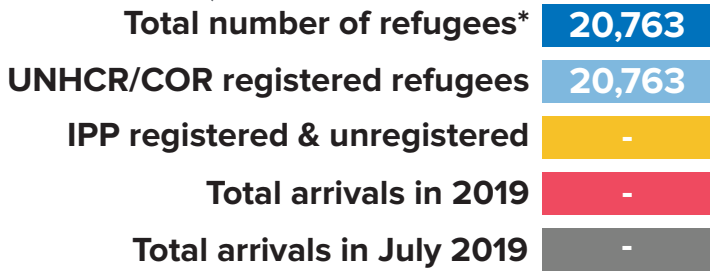 Total number of refugees* 20,763
UNHCR/COR registered refugees 20,763
IPP registered & unregistered -
Total arrivals in 2019 -
Total arrivals in July 2019 -